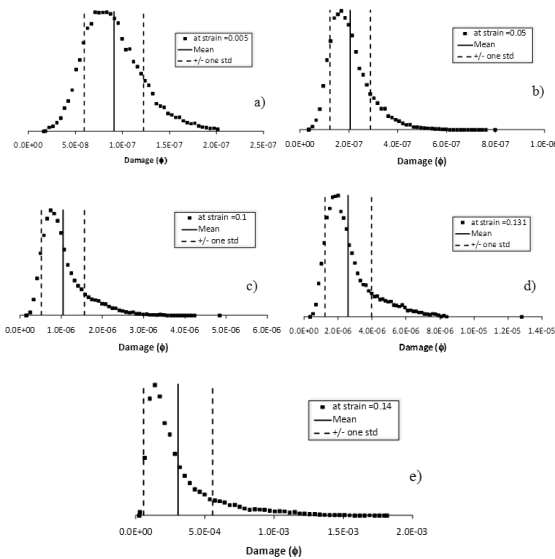 at strain =0.005
Mean
+/- one std
a)
0.0E+00 5.0E-08 1.0E-07 1.5E-07 2.0E-07 2.5E-07
Damage (ϕ)
at strain =0.05
Mean
+/- one std
b)
0.0E+00 2.0E-07 4.0E-07 6.0E-07 8.0E-07 1.0E-06
Damage (ϕ)
at strain =0.1
Mean
+/- one std
c)
0.0E+00 1.0E-06 2.0E-06 3.0E-06 4.0E-06 5.0E-06 6.0E-06
Damage (ϕ)
at strain =0.131
Mean
+/- one std
d)
0.0E+00 2.0E-06 4.0E-06 6.0E-06 8.0E-06 1.0E-05 1.2E-05 1.4E-05
Damage (ϕ)
at strain =0.14
Mean
+/- one std
e)
0.0E+00 5.0E-04 1.0E-03 1.5E-03 2.0E-03
Damage (ϕ)